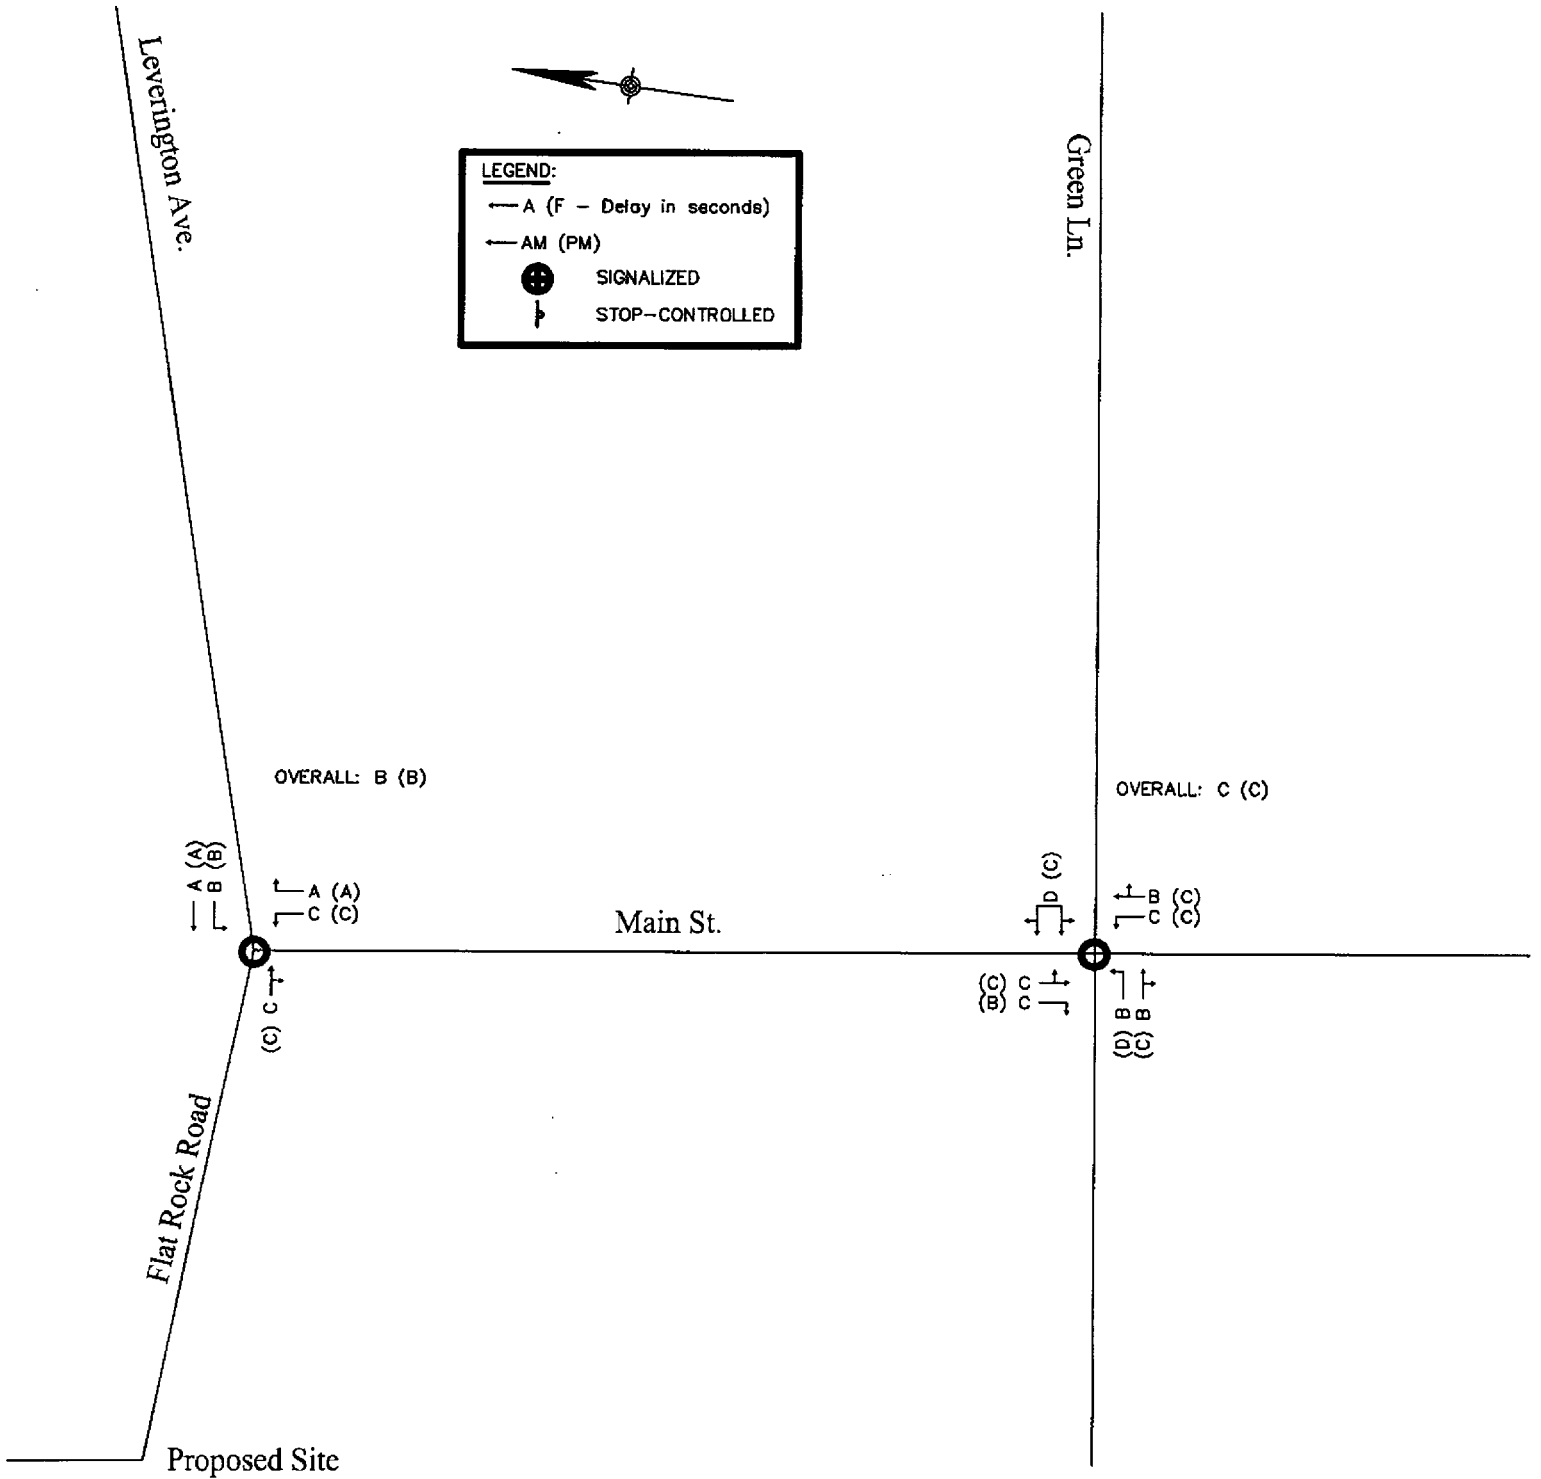 Leverington Ave.
LEGEND:
A (F - Delay in seconds)
AM (PM)
SIGNALIZED
STOP-CONTROLLED
Green Ln.
OVERALL: B (B)
OVERALL: C (C)
A (A)
B (B)
A (A)
C (C)
Main St.
D (C)
B (C)
C (C)
C (C)
(C) C
(B) C
B (D)
B (C)
Flat Rock Road
Proposed Site